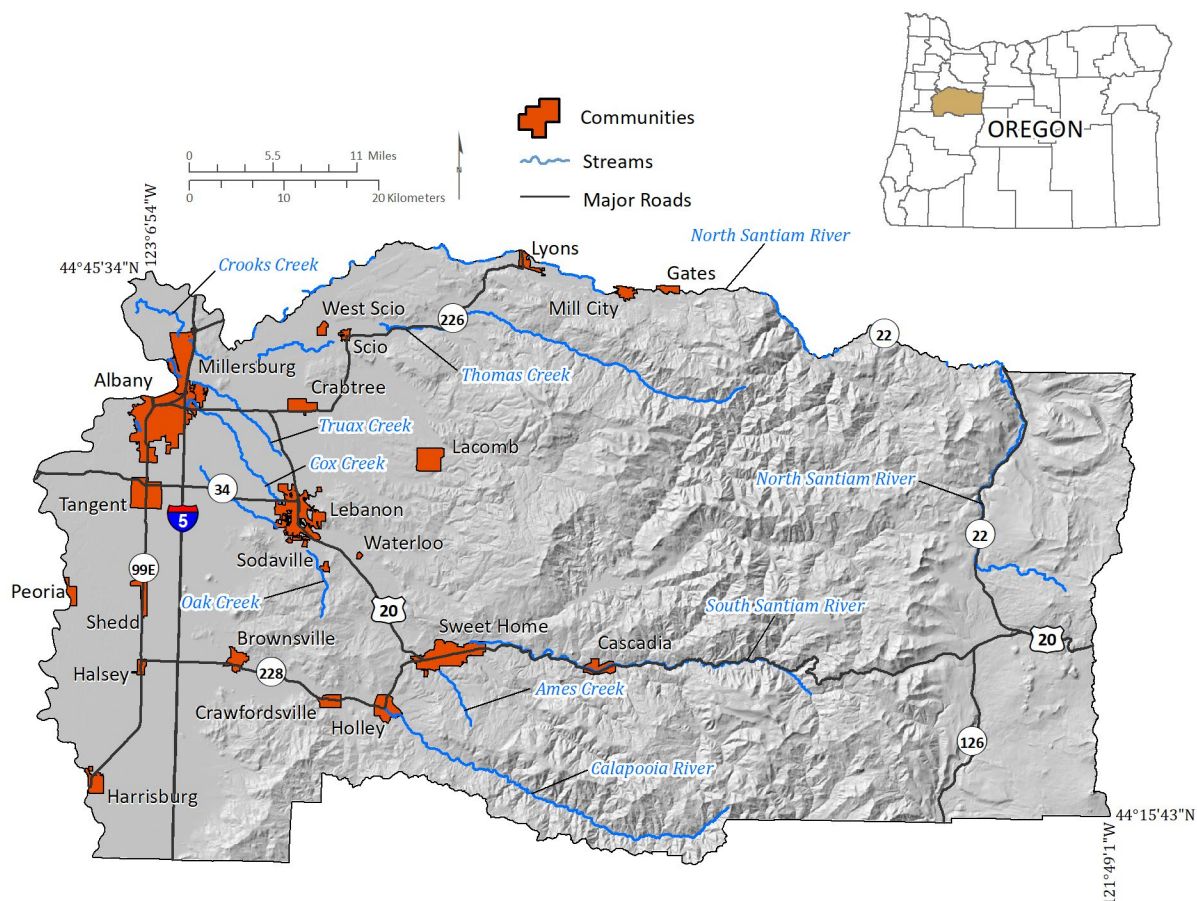 OREGON
Communities
Streams
Major Roads
0 5.5 11 Miles
0 10 20 Kilometers
N
123°6'54"W
44°45'34"N
North Santiam River
Lyons
Crooks Creek
Gates
Mill City
West Scio
226
22
Scio
Millersburg
Thomas Creek
Albany
Crabtree
Truax Creek
Lacomb
Cox Creek
North Santiam River
34
Tangent
Lebanon
5
22
Waterloo
Sodaville
99E
Peoria
Oak Creek
20
South Santiam River
Shedd
Sweet Home
20
Brownsville
Cascadia
Halsey
228
Ames Creek
Crawfordsville
Holley
126
Calapooia River
Harrisburg
44°15'43"N
121°49'1"W